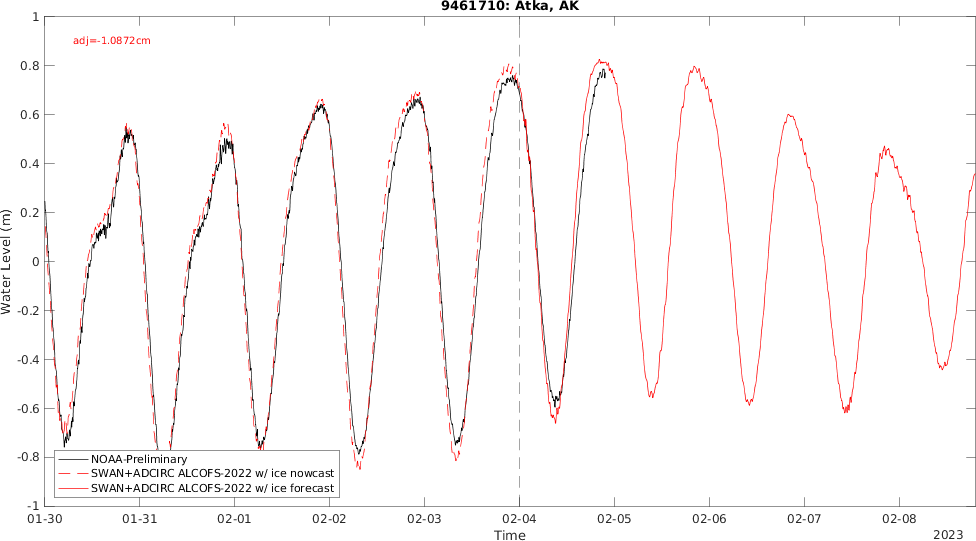 9461710: Atka, AK
adj=-1.0872cm
Water Level (m)
1
0.8
0.6
0.4
0.2
0
-0.2
-0.4
-0.6
-0.8
-1
NOAA-Preliminary
SWAN+ADCIRC ALCOFS-2022 w/ ice nowcast
SWAN+ADCIRC ALCOFS-2022 w/ ice forecast
01-30 01-31 02-01 02-02 02-03 02-04 02-05 02-06 02-07 02-08
Time
2023